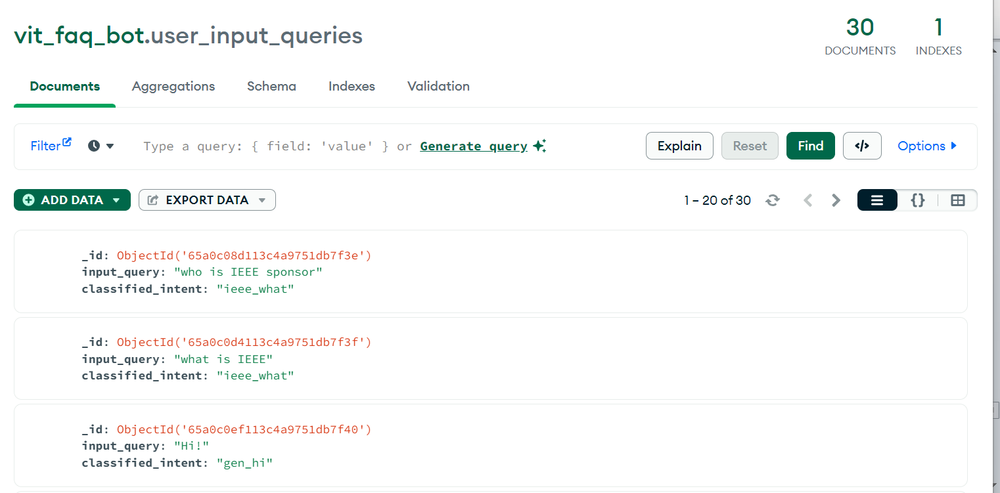 vit_faq_bot.user_input_queries
30
DOCUMENTS
1
INDEXES
Documents Aggregations Schema Indexes Validation
Filter Type a query: { field: 'value' } or Generate query Explain Reset Find </> Options
ADD DATA EXPORT DATA 1 – 20 of 30 {}
_id: ObjectId('65a0c08d113c4a9751db7f3e')
input_query: "who is IEEE sponsor"
classified_intent: "ieee_what"
_id: ObjectId('65a0c0d4113c4a9751db7f3f')
input_query: "what is IEEE"
classified_intent: "ieee_what"
_id: ObjectId('65a0c0ef113c4a9751db7f40')
input_query: "Hi!"
classified_intent: "gen_hi"